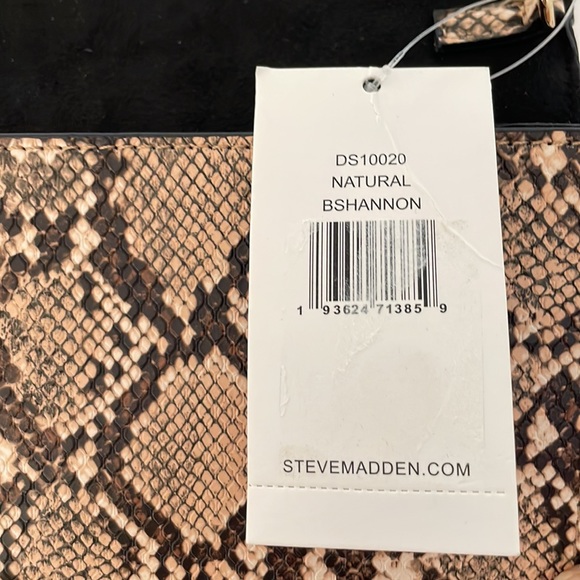 DS10020
NATURAL
BSHANNON
1 93624 71385 9
STEVEMADDEN.COM